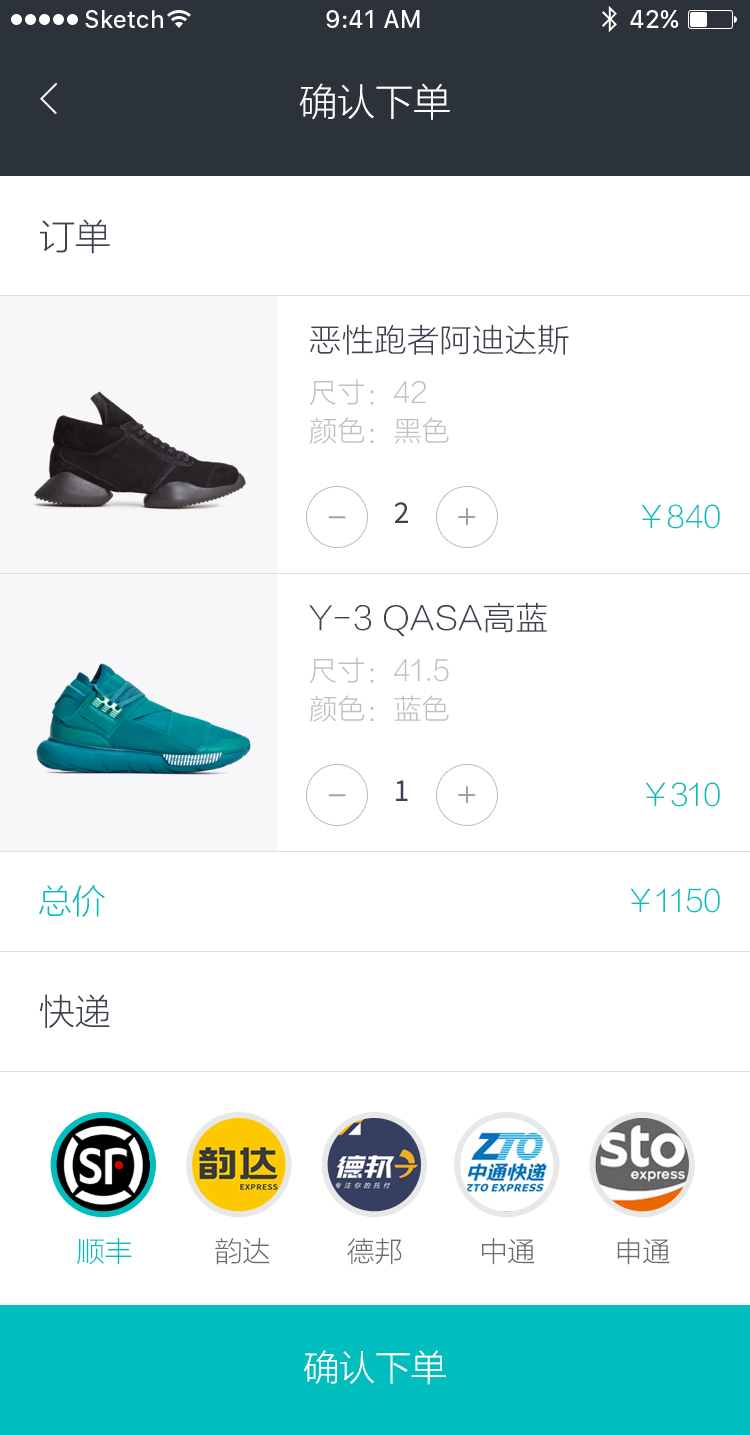 Sketch 9:41 AM 42%
确认下单
订单
恶性跑者阿迪达斯
尺寸：42
颜色：黑色
− 2 + ￥840
Y-3 QASA高蓝
尺寸：41.5
颜色：蓝色
− 1 + ￥310
总价 ￥1150
快递
SF
韵达
EXPRESS
德邦
专注你的托付
ZTO
中通快递
ZTO EXPRESS
sto
express
顺丰 韵达 德邦 中通 申通
确认下单